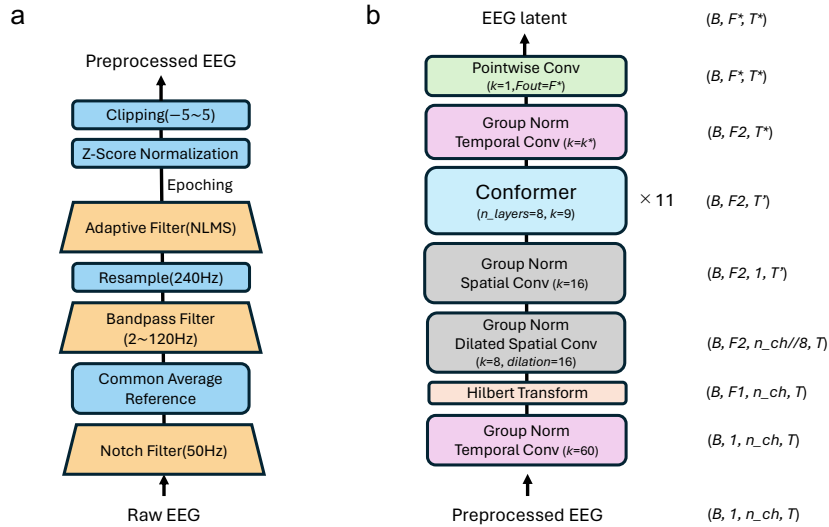 a
Preprocessed EEG
Clipping(−5~5)
Z-Score Normalization
Epoching
Adaptive Filter(NLMS)
Resample(240Hz)
Bandpass Filter
(2~120Hz)
Common Average
Reference
Notch Filter(50Hz)
Raw EEG
b
EEG latent
(B, F*, T*)
Pointwise Conv
(k=1,Fout=F*)
(B, F*, T*)
Group Norm
Temporal Conv (k=k*)
(B, F2, T*)
Conformer
(n_layers=8, k=9)
×11
(B, F2, T')
Group Norm
Spatial Conv (k=16)
(B, F2, 1, T')
Group Norm
Dilated Spatial Conv
(k=8, dilation=16)
(B, F2, n_ch//8, T)
Hilbert Transform
(B, F1, n_ch, T)
Group Norm
Temporal Conv (k=60)
(B, 1, n_ch, T)
Preprocessed EEG
(B, 1, n_ch, T)